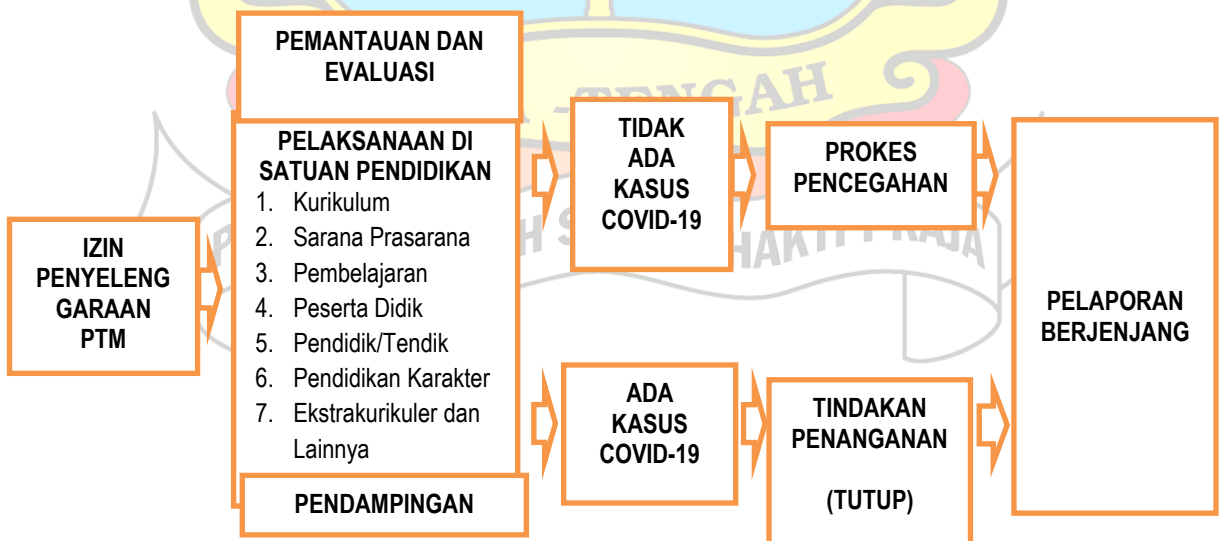 IZIN
PENYELENG
GARAAN
PTM
PEMANTAUAN DAN
EVALUASI
PELAKSANAAN DI
SATUAN PENDIDIKAN
1. Kurikulum
2. Sarana Prasarana
3. Pembelajaran
4. Peserta Didik
5. Pendidik/Tendik
6. Pendidikan Karakter
7. Ekstrakurikuler dan
Lainnya
PENDAMPINGAN
TIDAK
ADA
KASUS
COVID-19
PROKES
PENCEGAHAN
ADA
KASUS
COVID-19
TINDAKAN
PENANGANAN
(TUTUP)
PELAPORAN
BERJENJANG
TENGAH